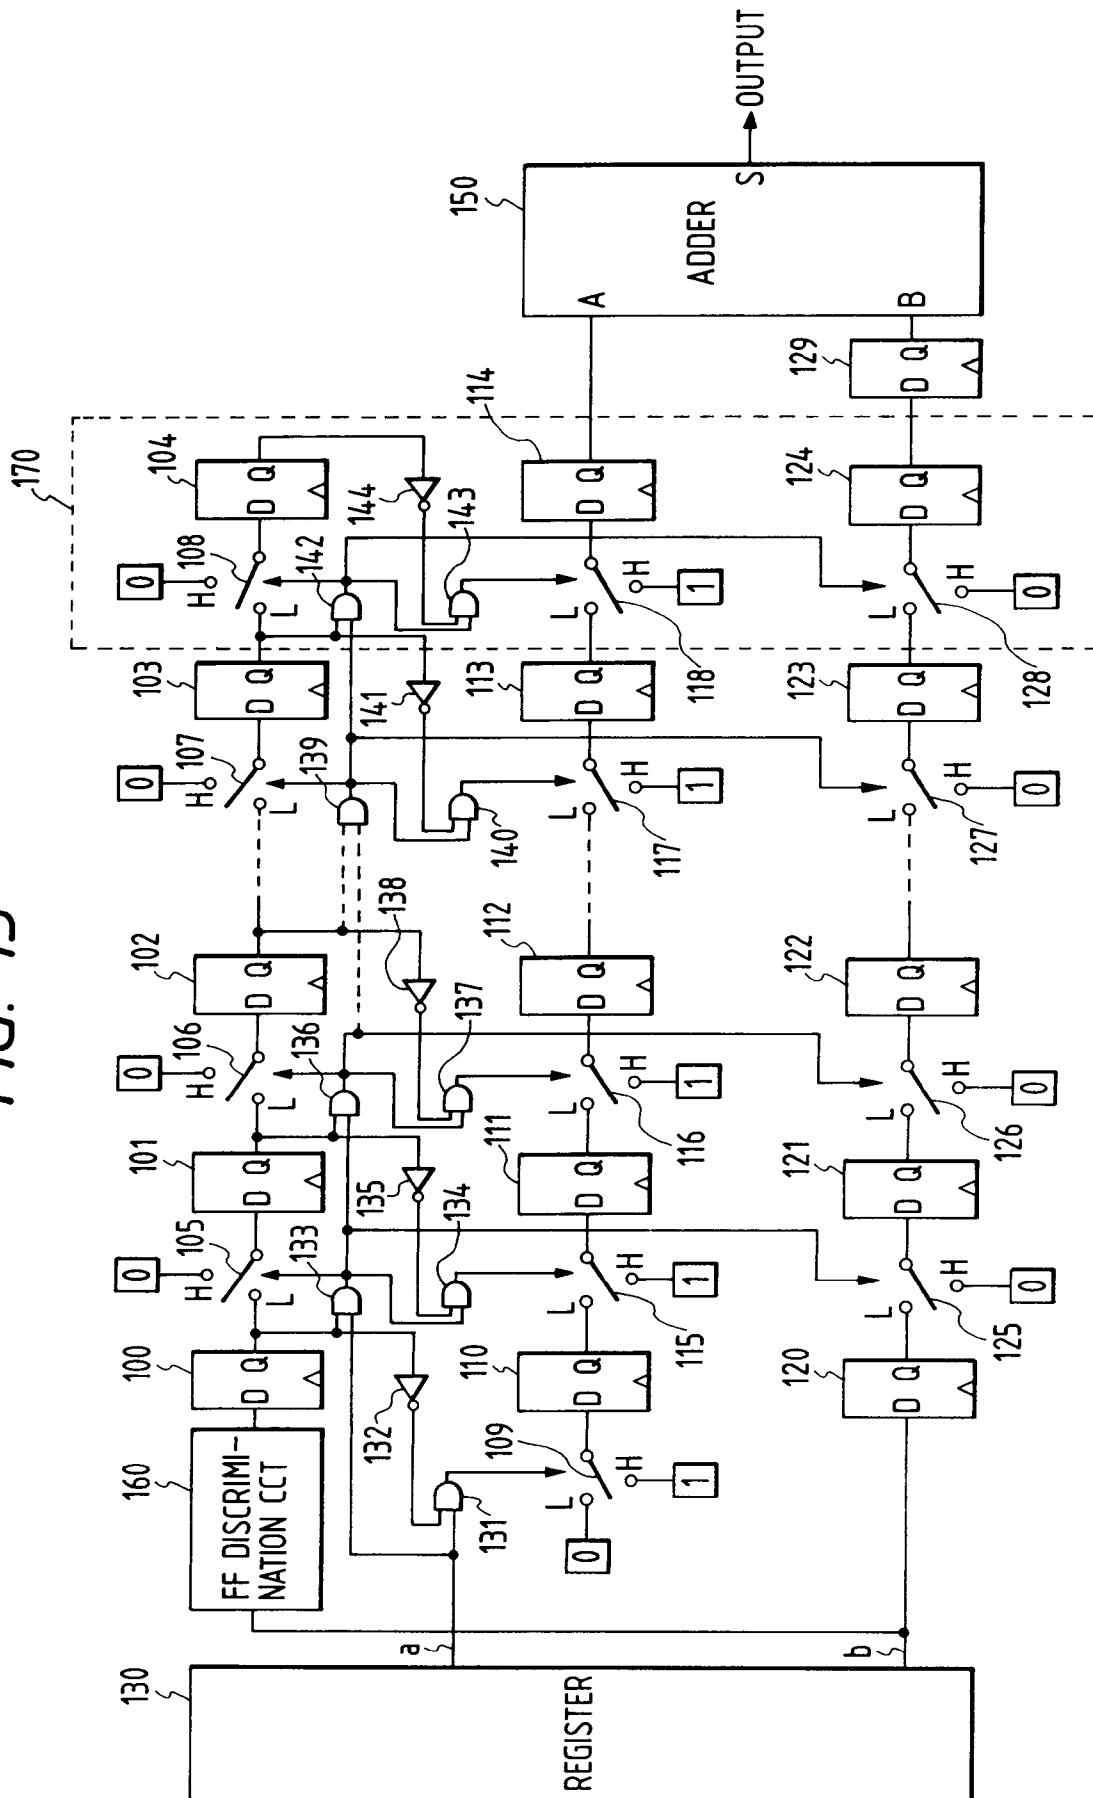 FIG. 15
170
104
D Q
0
H
108
L
142
144
143
114
D Q
H
1
118
124
D Q
H
0
128
129
D Q
150
A
B
ADDER
S
OUTPUT
103
D Q
0
H
107
L
139
141
140
113
D Q
L
L
H
1
117
123
D Q
L
L
H
0
127
102
D Q
0
H
106
L
136
138
137
112
D Q
L
H
1
116
122
D Q
L
H
0
126
101
D Q
0
H
105
L
133
135
134
111
D Q
L
H
1
115
121
D Q
L
H
0
125
100
D Q
160
FF DISCRIMI-
NATION CCT
132
131
110
D Q
109
L
H
1
0
120
D Q
130
a
b
REGISTER